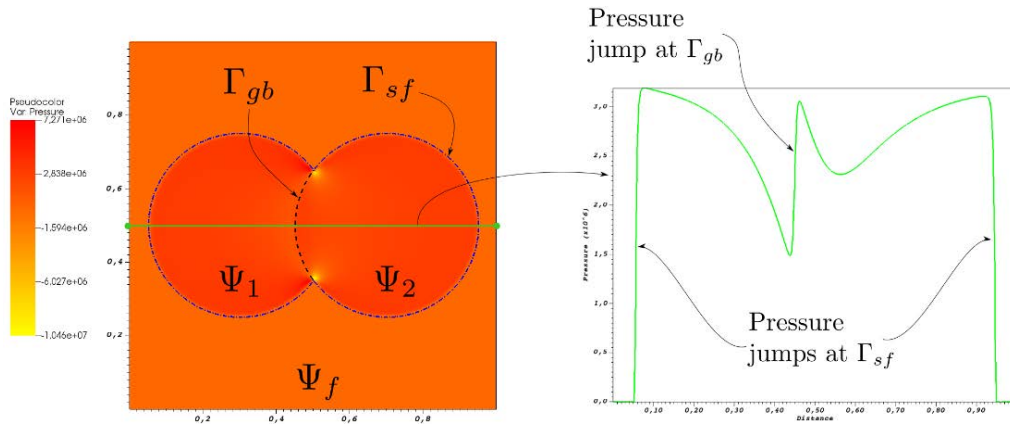 Pseudocolor
Var. Pressure
7,271e+06
2,838e+06
-1,594e+06
-6,027e+06
-1,046e+07
0,8
0,6
0,4
0,2
0,2
0,4
0,6
0,8
Γgb
Γsf
Ψ1
Ψ2
Ψf
Pressure
jump at Γgb
3,0
2,5
2,0
1,5
1,0
0,5
0,0
Pressure (x10^6)
Pressure
jumps at Γsf
0,10
0,20
0,30
0,40
0,50
0,60
0,70
0,80
0,90
Distance